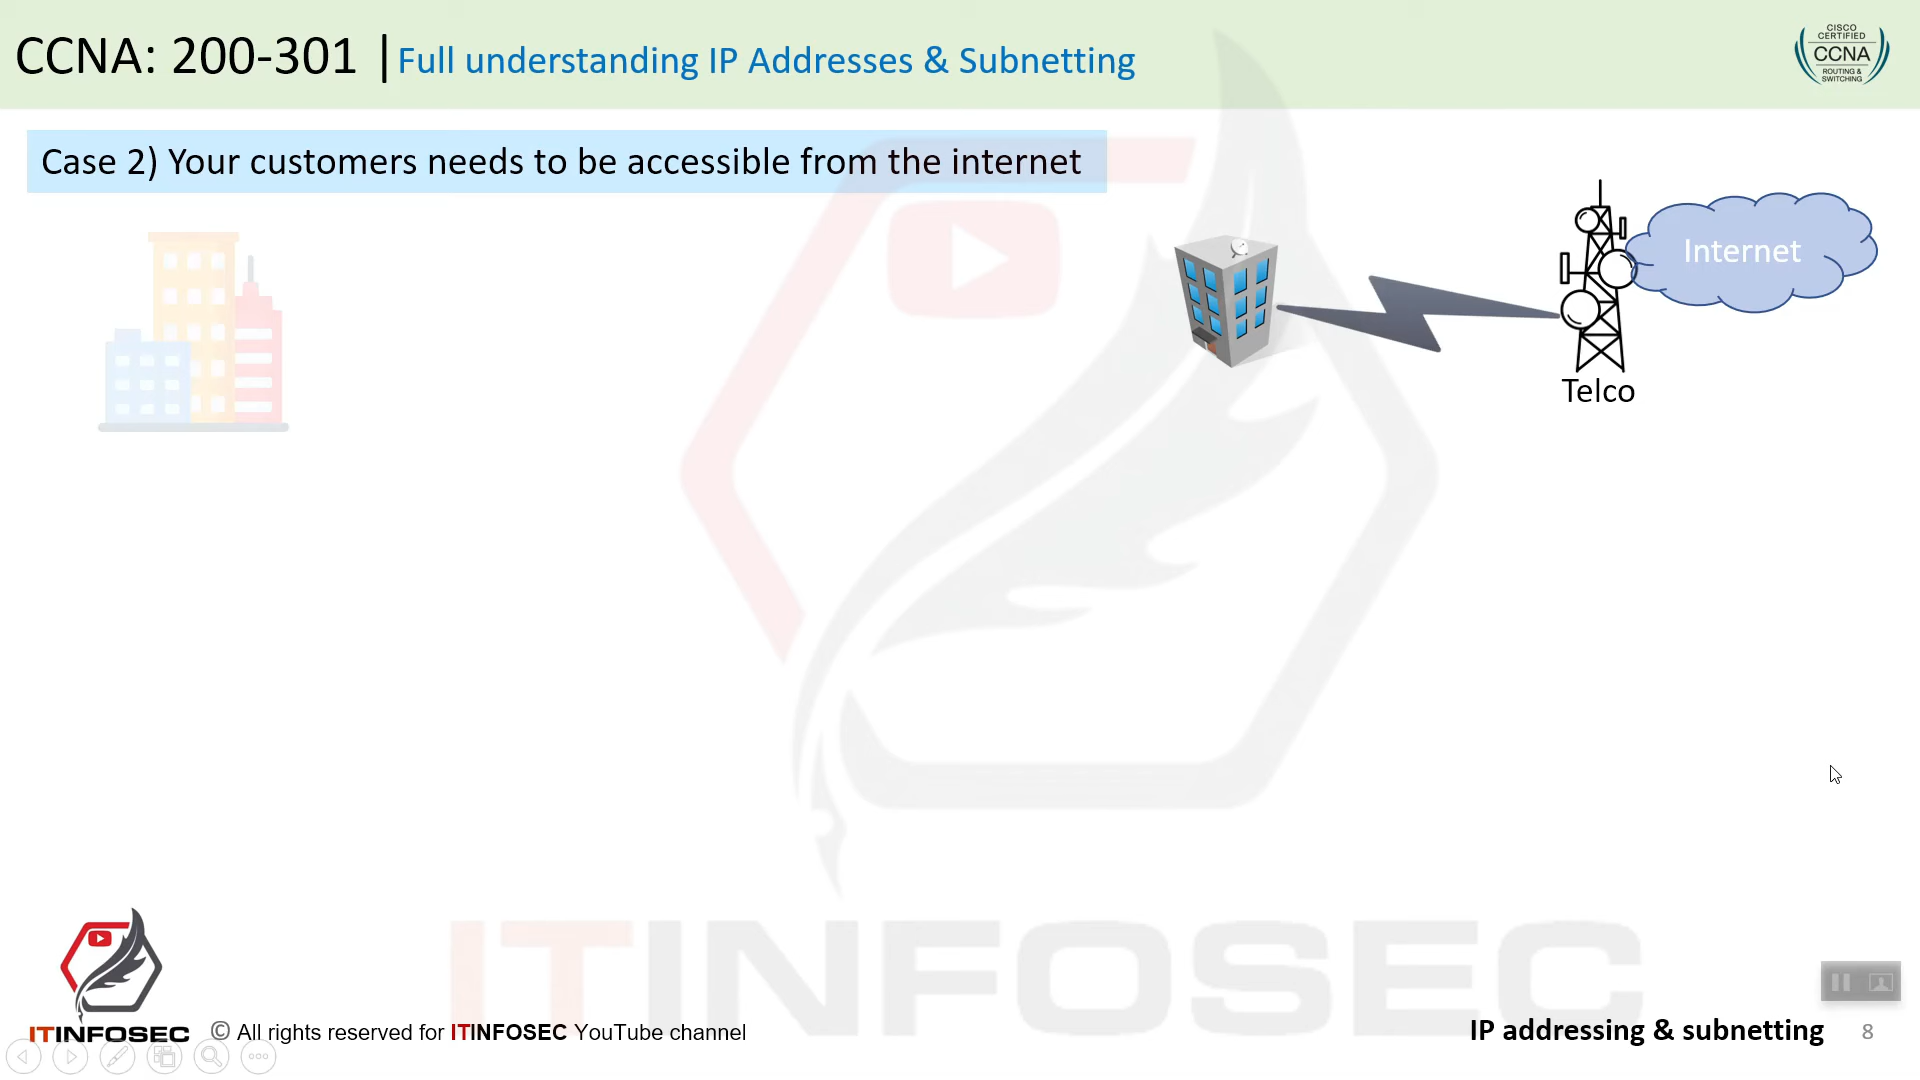 CCNA: 200-301 | Full understanding IP Addresses & Subnetting
CISCO
CERTIFIED
CCNA
ROUTING &
SWITCHING
Case 2) Your customers needs to be accessible from the internet
Internet
Telco
ITINFOSEC
ITINFOSEC
© All rights reserved for ITINFOSEC YouTube channel
IP addressing & subnetting 8